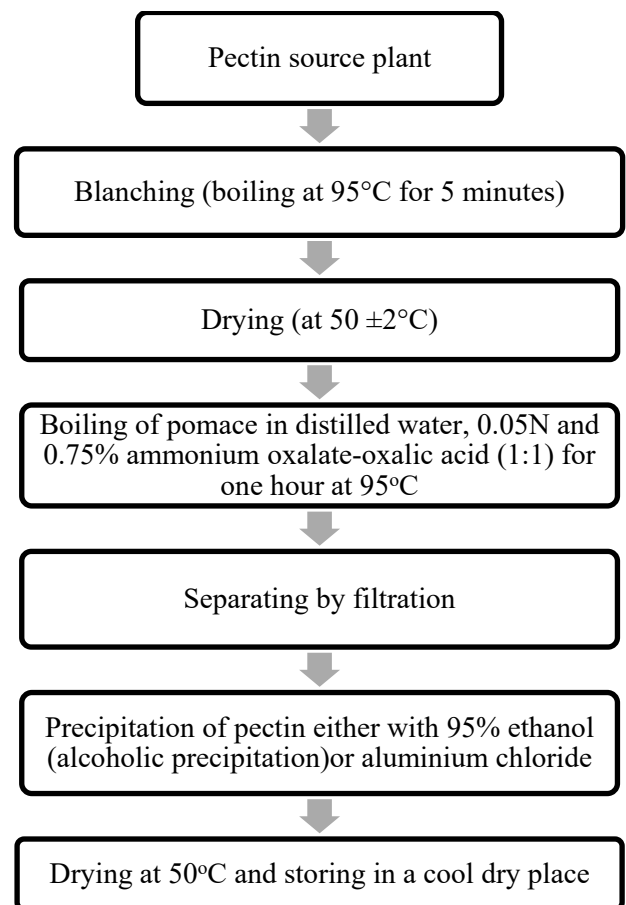 Pectin source plant
Blanching (boiling at 95°C for 5 minutes)
Drying (at 50 ±2°C)
Boiling of pomace in distilled water, 0.05N and
0.75% ammonium oxalate-oxalic acid (1:1) for
one hour at 95°C
Separating by filtration
Precipitation of pectin either with 95% ethanol
(alcoholic precipitation)or aluminium chloride
Drying at 50°C and storing in a cool dry place